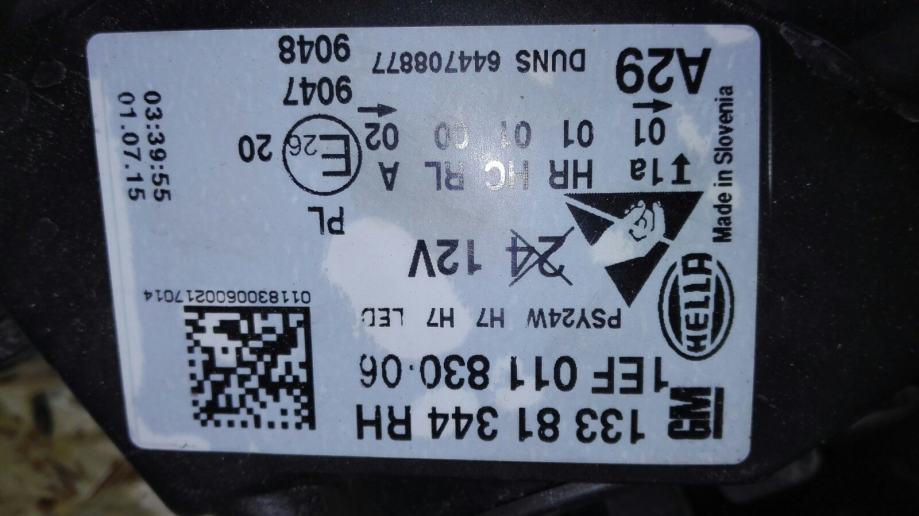 GM 133 81 344 RH
1EF 011 830-06
HELLA
PSY24W H7 H7 LED
0118300600217014
24 12V
PL
Made in Slovenia
1a HR HC RL A
01 01 01 00 02
E26 20
9047
9048
A29
DUNS 644708877
03:39:55
01.07.15